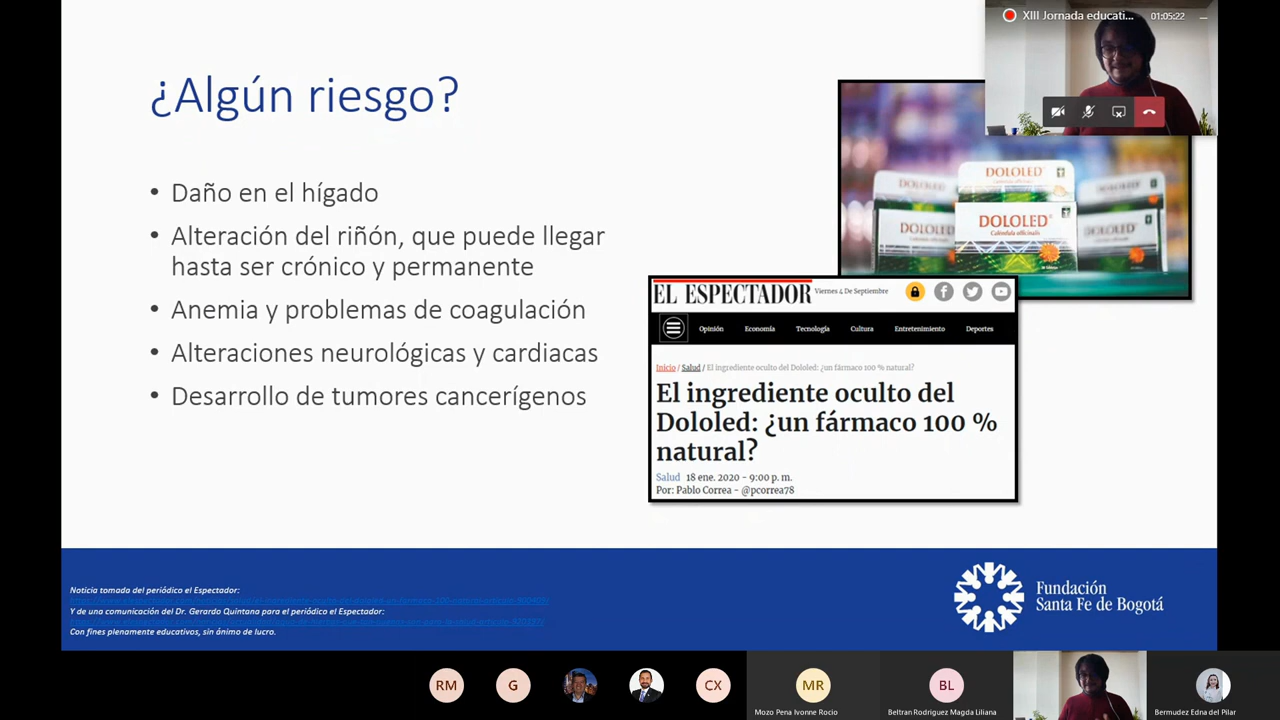 XIII Jornada educati...
01:05:22
¿Algún riesgo?
• Daño en el hígado
• Alteración del riñón, que puede llegar
hasta ser crónico y permanente
• Anemia y problemas de coagulación
• Alteraciones neurológicas y cardiacas
• Desarrollo de tumores cancerígenos
DOLOLED
DOLOLED
DOLOLED
DOLOLED
DOLOLED
Caléndula officinalis
EL ESPECTADOR
Viernes 4 De Septiembre
Opinión Economía Tecnología Cultura Entretenimiento Deportes
Inicio / Salud / El ingrediente oculto del Dololed: ¿un fármaco 100 % natural?
El ingrediente oculto del
Dololed: ¿un fármaco 100 %
natural?
Salud 18 ene. 2020 - 9:00 p. m.
Por: Pablo Correa - @pcorrea78
Noticia tomada del periódico el Espectador:
Y de una comunicación del Dr. Gerardo Quintana para el periódico el Espectador:
Con fines plenamente educativos, sin ánimo de lucro.
Fundación
Santa Fe de Bogotá
RM
G
CX
MR
BL
Mozo Pena Ivonne Rocio
Beltran Rodriguez Magda Liliana
Bermudez Edna del Pilar